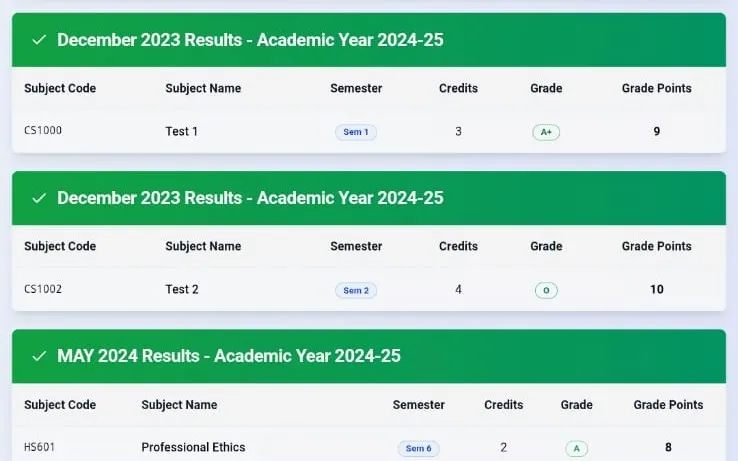 December 2023 Results - Academic Year 2024-25
Subject Code Subject Name Semester Credits Grade Grade Points
CS1000 Test 1 Sem 1 3 A+ 9
December 2023 Results - Academic Year 2024-25
Subject Code Subject Name Semester Credits Grade Grade Points
CS1002 Test 2 Sem 2 4 O 10
MAY 2024 Results - Academic Year 2024-25
Subject Code Subject Name Semester Credits Grade Grade Points
HS601 Professional Ethics Sem 6 2 A 8